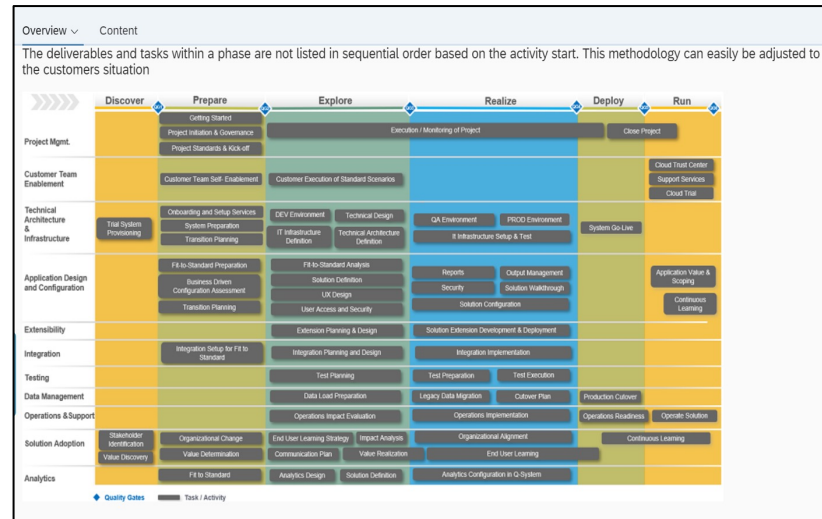 Overview Content
The deliverables and tasks within a phase are not listed in sequential order based on the activity start. This methodology can easily be adjusted to
the customers situation
Discover Prepare Explore Realize Deploy Run
Project Mgmt.
Getting Started
Project Initiation & Governance
Project Standards & Kick-off
Execution / Monitoring of Project
Close Project
Customer Team
Enablement
Customer Team Self- Enablement
Customer Execution of Standard Scenarios
Cloud Trust Center
Support Services
Cloud Trial
Technical
Architecture
&
Infrastructure
Trial System
Provisioning
Onboarding and Setup Services
System Preparation
Transition Planning
DEV Environment
Technical Design
IT Infrastructure
Definition
Technical Architecture
Definition
QA Environment
PROD Environment
It Infrastructure Setup & Test
System Go-Live
Application Design
and Configuration
Fit-to-Standard Preparation
Business Driven
Configuration Assessment
Transition Planning
Fit-to-Standard Analysis
Solution Definition
UX Design
User Access and Security
Reports
Output Management
Security
Solution Walkthrough
Solution Configuration
Application Value &
Scoping
Continuous
Learning
Extensibility
Extension Planning & Design
Solution Extension Development & Deployment
Integration
Integration Setup for Fit to
Standard
Integration Planning and Design
Integration Implementation
Testing
Test Planning
Test Preparation
Test Execution
Data Management
Data Load Preparation
Legacy Data Migration
Cutover Plan
Production Cutover
Operations &Support
Operations Impact Evaluation
Operations Implementation
Operations Readiness
Operate Solution
Solution Adoption
Stakeholder
Identification
Value Discovery
Organizational Change
Value Determination
End User Learning Strategy
Impact Analysis
Communication Plan
Value Realization
Organizational Alignment
End User Learning
Continuous Learning
Analytics
Fit to Standard
Analytics Design
Solution Definition
Analytics Configuration in Q-System
Quality Gates Task / Activity